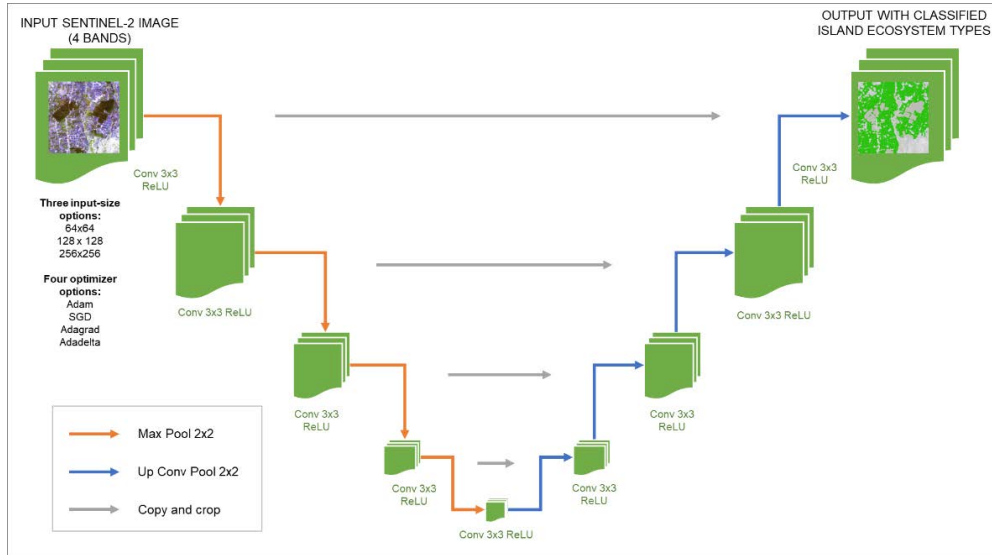 INPUT SENTINEL-2 IMAGE
(4 BANDS)
OUTPUT WITH CLASSIFIED
ISLAND ECOSYSTEM TYPES
Conv 3x3
ReLU
Conv 3x3
ReLU
Three input-size
options:
64x64
128 x 128
256x256
Four optimizer
options:
Adam
SGD
Adagrad
Adadelta
Conv 3x3 ReLU
Conv 3x3 ReLU
Conv 3x3
ReLU
Conv 3x3
ReLU
Conv 3x3
ReLU
Conv 3x3
ReLU
Conv 3x3 ReLU
Max Pool 2x2
Up Conv Pool 2x2
Copy and crop